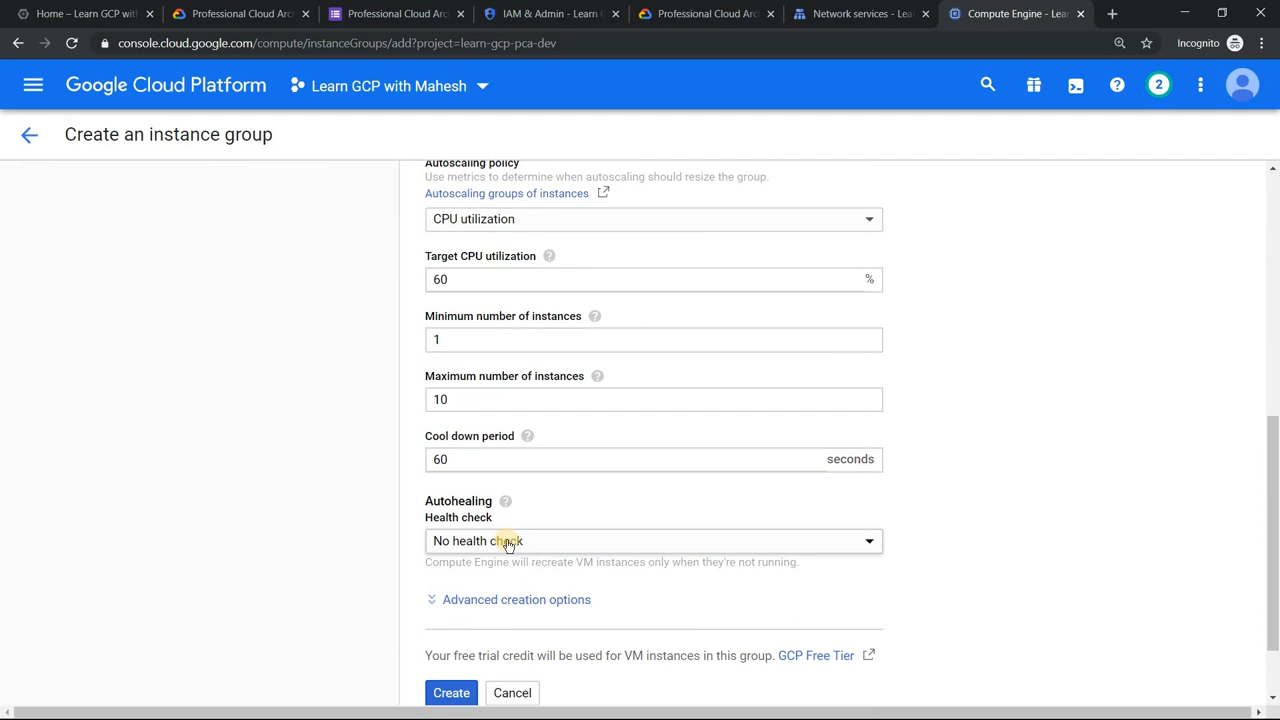 Home – Learn GCP with
Professional Cloud Arc
Professional Cloud Arc
IAM & Admin - Learn
Professional Cloud Arc
Network services - Lea
Compute Engine - Lea
console.cloud.google.com/compute/instanceGroups/add?project=learn-gcp-pca-dev
Incognito
Google Cloud Platform
Learn GCP with Mahesh
2
Create an instance group
Autoscaling policy
Use metrics to determine when autoscaling should resize the group.
Autoscaling groups of instances
CPU utilization
Target CPU utilization
60 %
Minimum number of instances
1
Maximum number of instances
10
Cool down period
60 seconds
Autohealing
Health check
No health check
Compute Engine will recreate VM instances only when they're not running.
Advanced creation options
Your free trial credit will be used for VM instances in this group. GCP Free Tier
Create Cancel